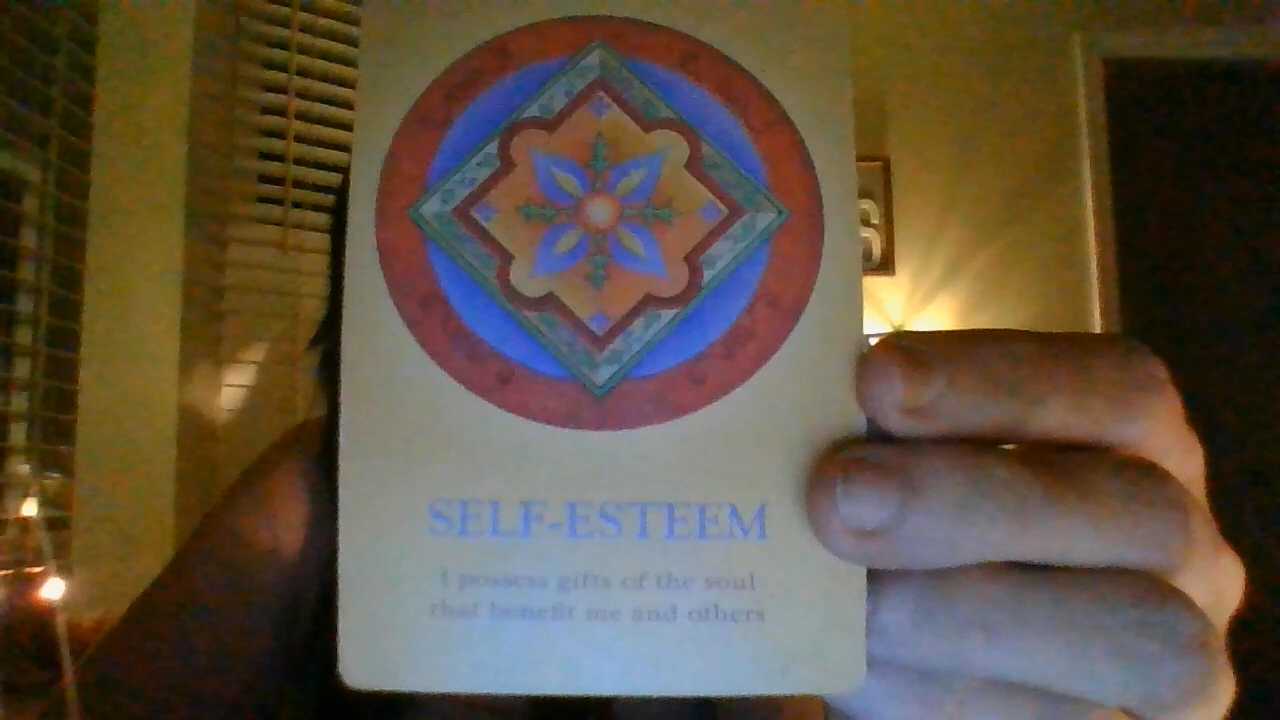 SELF-ESTEEM
I possess gifts of the soul
that benefit me and others